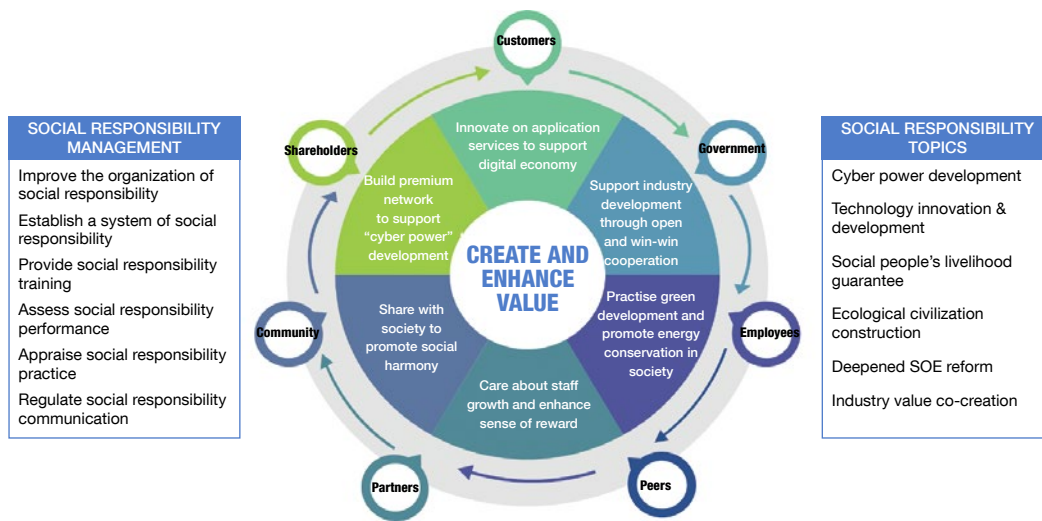 SOCIAL RESPONSIBILITY
MANAGEMENT
Improve the organization of
social responsibility
Establish a system of social
responsibility
Provide social responsibility
training
Assess social responsibility
performance
Appraise social responsibility
practice
Regulate social responsibility
communication
Customers
Shareholders
Government
Community
Employees
Partners
Peers
Innovate on application
services to support
digital economy
Build premium
network
to support
“cyber power”
development
Support industry
development
through open
and win-win
cooperation
CREATE AND
ENHANCE
VALUE
Share with
society to
promote social
harmony
Practise green
development and
promote energy
conservation in
society
Care about staff
growth and enhance
sense of reward
SOCIAL RESPONSIBILITY
TOPICS
Cyber power development
Technology innovation &
development
Social people’s livelihood
guarantee
Ecological civilization
construction
Deepened SOE reform
Industry value co-creation